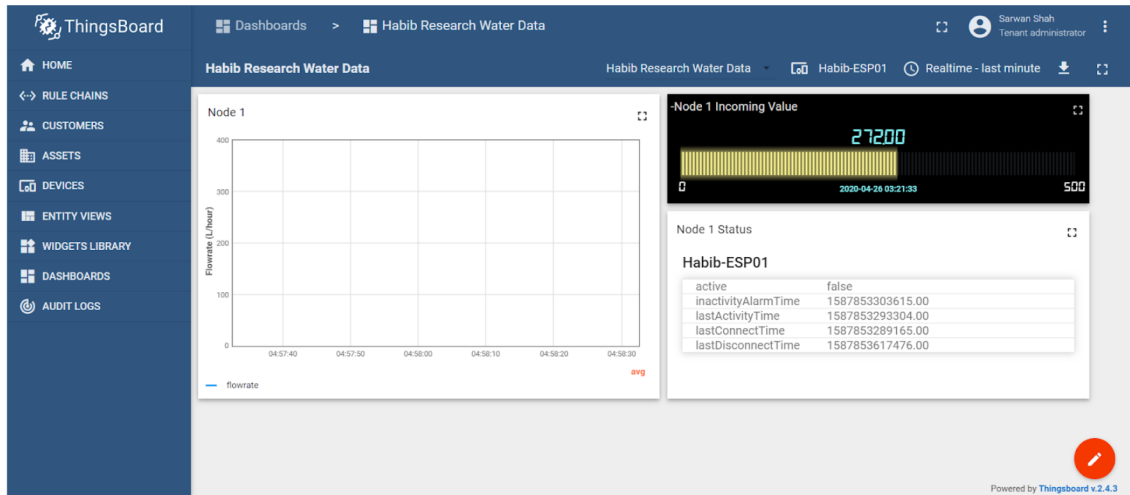 ThingsBoard
Dashboards > Habib Research Water Data
Sarwan Shah
Tenant administrator
HOME
RULE CHAINS
CUSTOMERS
ASSETS
DEVICES
ENTITY VIEWS
WIDGETS LIBRARY
DASHBOARDS
AUDIT LOGS
Habib Research Water Data
Habib Research Water Data
Habib-ESP01
Realtime - last minute
Node 1
400
300
200
100
0
Flowrate (L/hour)
04:57:40 04:57:50 04:58:00 04:58:10 04:58:20 04:58:30
avg
flowrate
-Node 1 Incoming Value
272.00
0 2020-04-26 03:21:33 500
Node 1 Status
Habib-ESP01
active false
inactivityAlarmTime 1587853303615.00
lastActivityTime 1587853293304.00
lastConnectTime 1587853289165.00
lastDisconnectTime 1587853617476.00
Powered by Thingsboard v.2.4.3